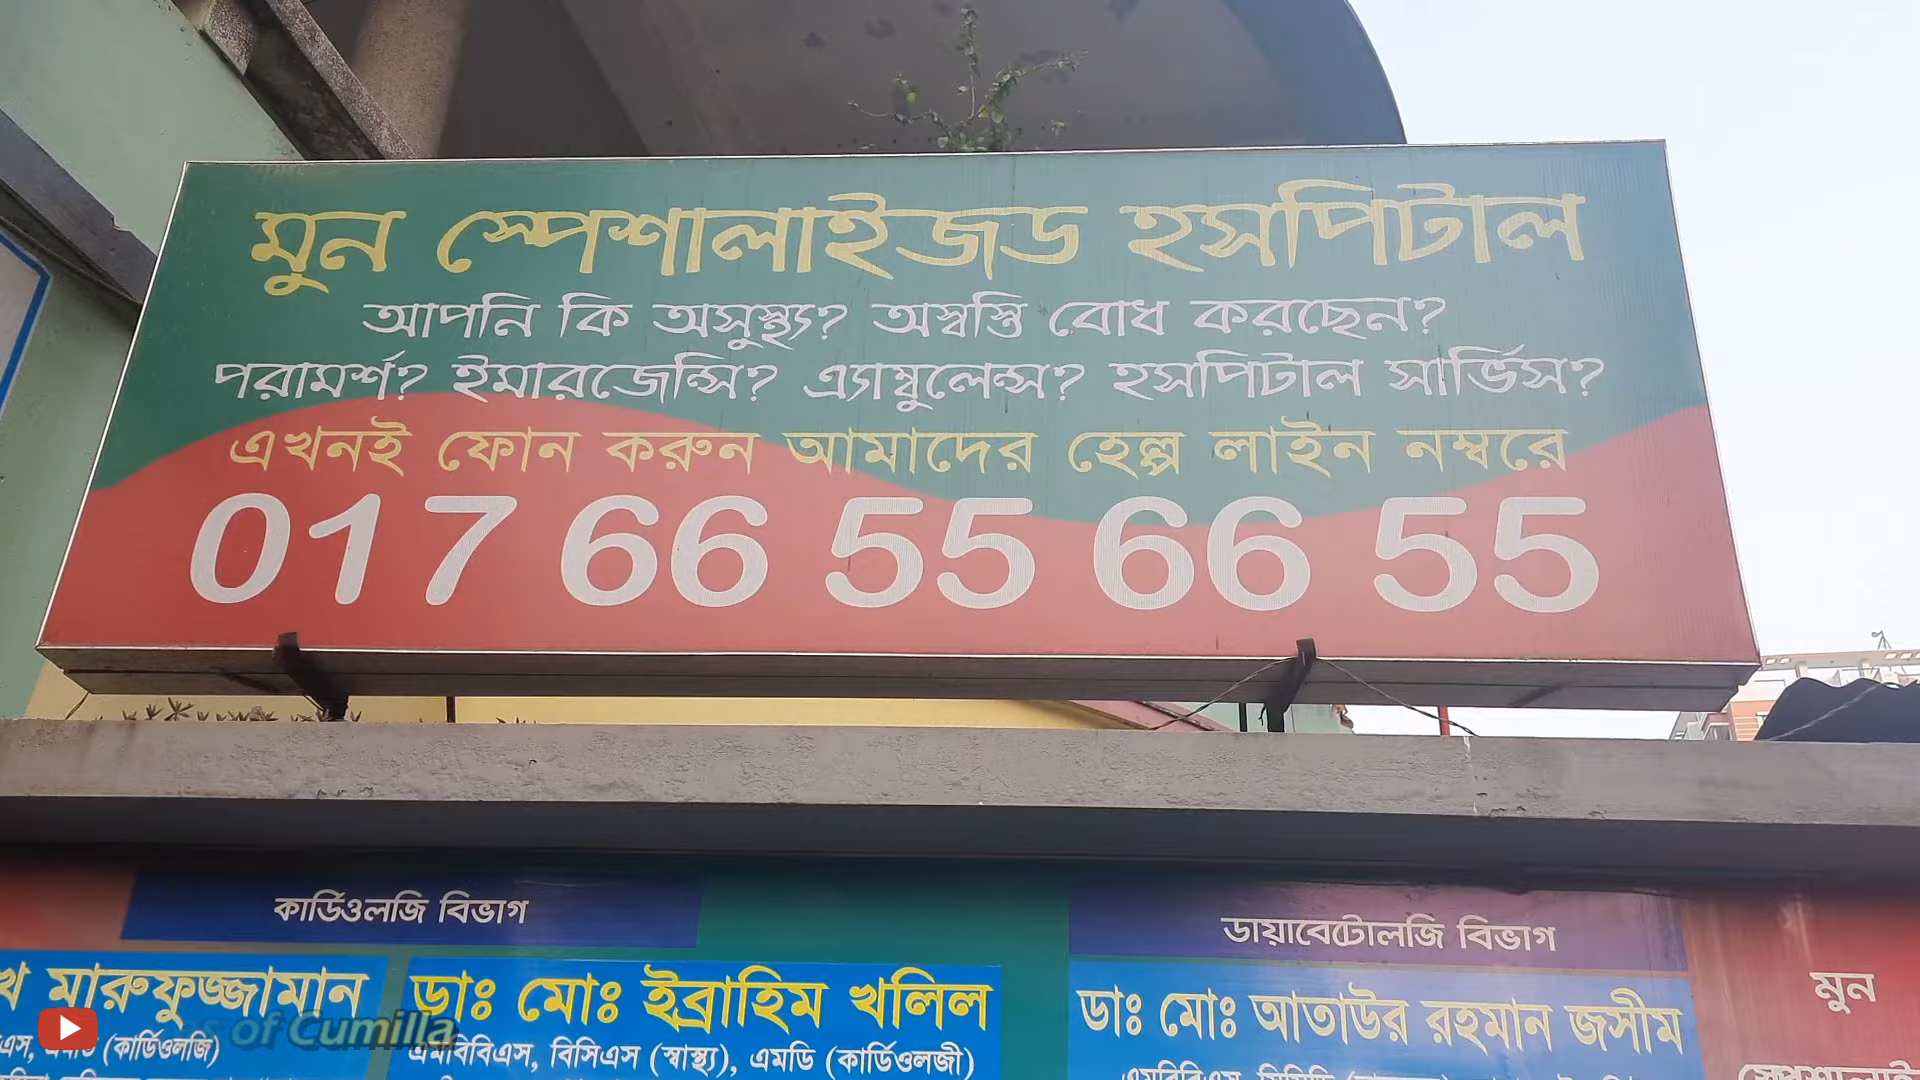 মুন স্পেশালাইজড হসপিটাল
আপনি কি অসুস্থ্য? অস্বস্তি বোধ করছেন?
পরামর্শ? ইমারজেন্সি? এ্যাম্বুলেন্স? হসপিটাল সার্ভিস?
এখনই ফোন করুন আমাদের হেল্প লাইন নম্বরে
017 66 55 66 55
কার্ডিওলজি বিভাগ
ডায়াবেটোলজি বিভাগ
মারুফুজ্জামান
ডাঃ মোঃ ইব্রাহিম খলিল
ডাঃ মোঃ আতাউর রহমান জসীম
মুন
of Cumilla
(কার্ডিওলজি)
এমবিবিএস, বিসিএস (স্বাস্থ্য), এমডি (কার্ডিওলজী)